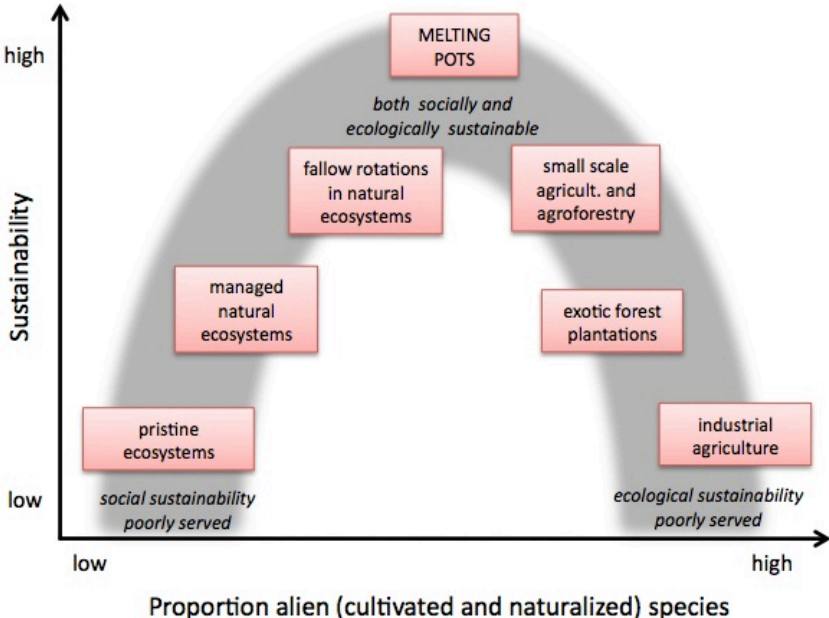 high
MELTING
POTS
both socially and
ecologically sustainable
fallow rotations
in natural
ecosystems
small scale
agricult. and
agroforestry
Sustainability
managed
natural
ecosystems
exotic forest
plantations
pristine
ecosystems
industrial
agriculture
low
social sustainability
poorly served
ecological sustainability
poorly served
low
high
Proportion alien (cultivated and naturalized) species